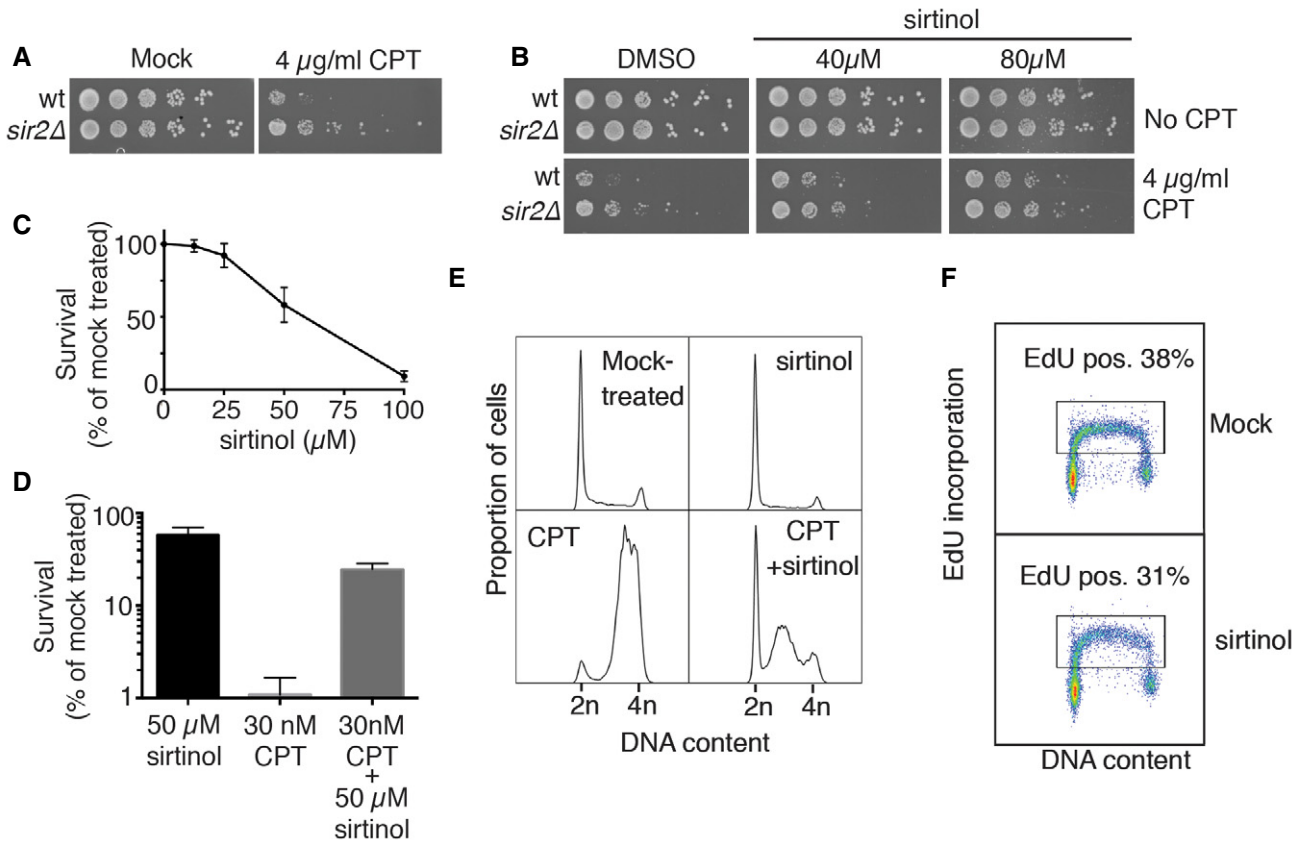 A
Mock
4 µg/ml CPT
wt
sir2Δ
B
sirtinol
DMSO
40µM
80µM
wt
sir2Δ
No CPT
wt
sir2Δ
4 µg/ml
CPT
C
Survival
(% of mock treated)
100
50
0
0
25
50
75
100
sirtinol (µM)
D
Survival
(% of mock treated)
100
10
1
50 µM
sirtinol
30 nM
CPT
30nM
CPT
+
50 µM
sirtinol
E
Proportion of cells
Mock-
treated
sirtinol
CPT
CPT
+sirtinol
2n
4n
2n
4n
DNA content
F
EdU incorporation
EdU pos. 38%
Mock
EdU pos. 31%
sirtinol
DNA content